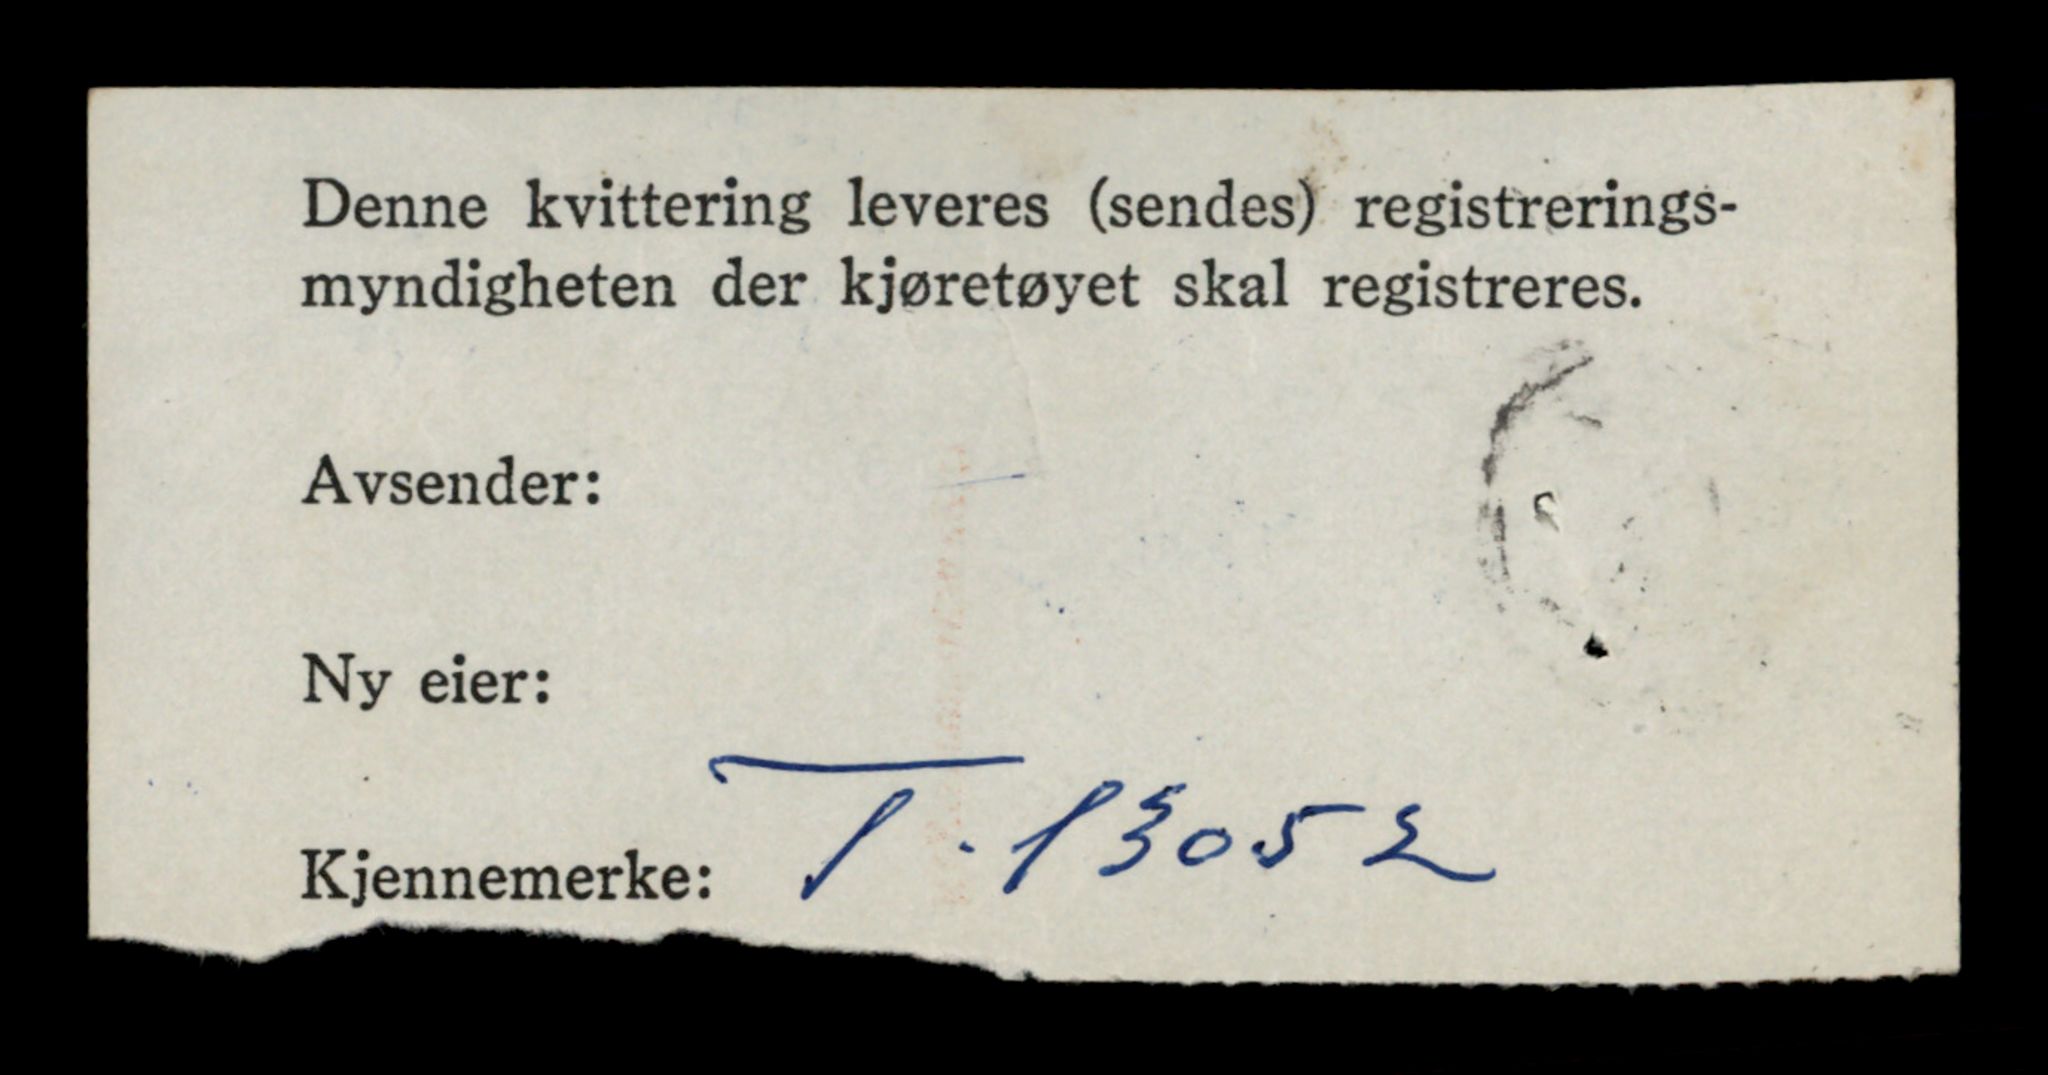 Denne kvittering leveres (sendes) registrerings-
myndigheten der kjøretøyet skal registreres.
Avsender:
Ny eier:
Kjennemerke: T. 13052